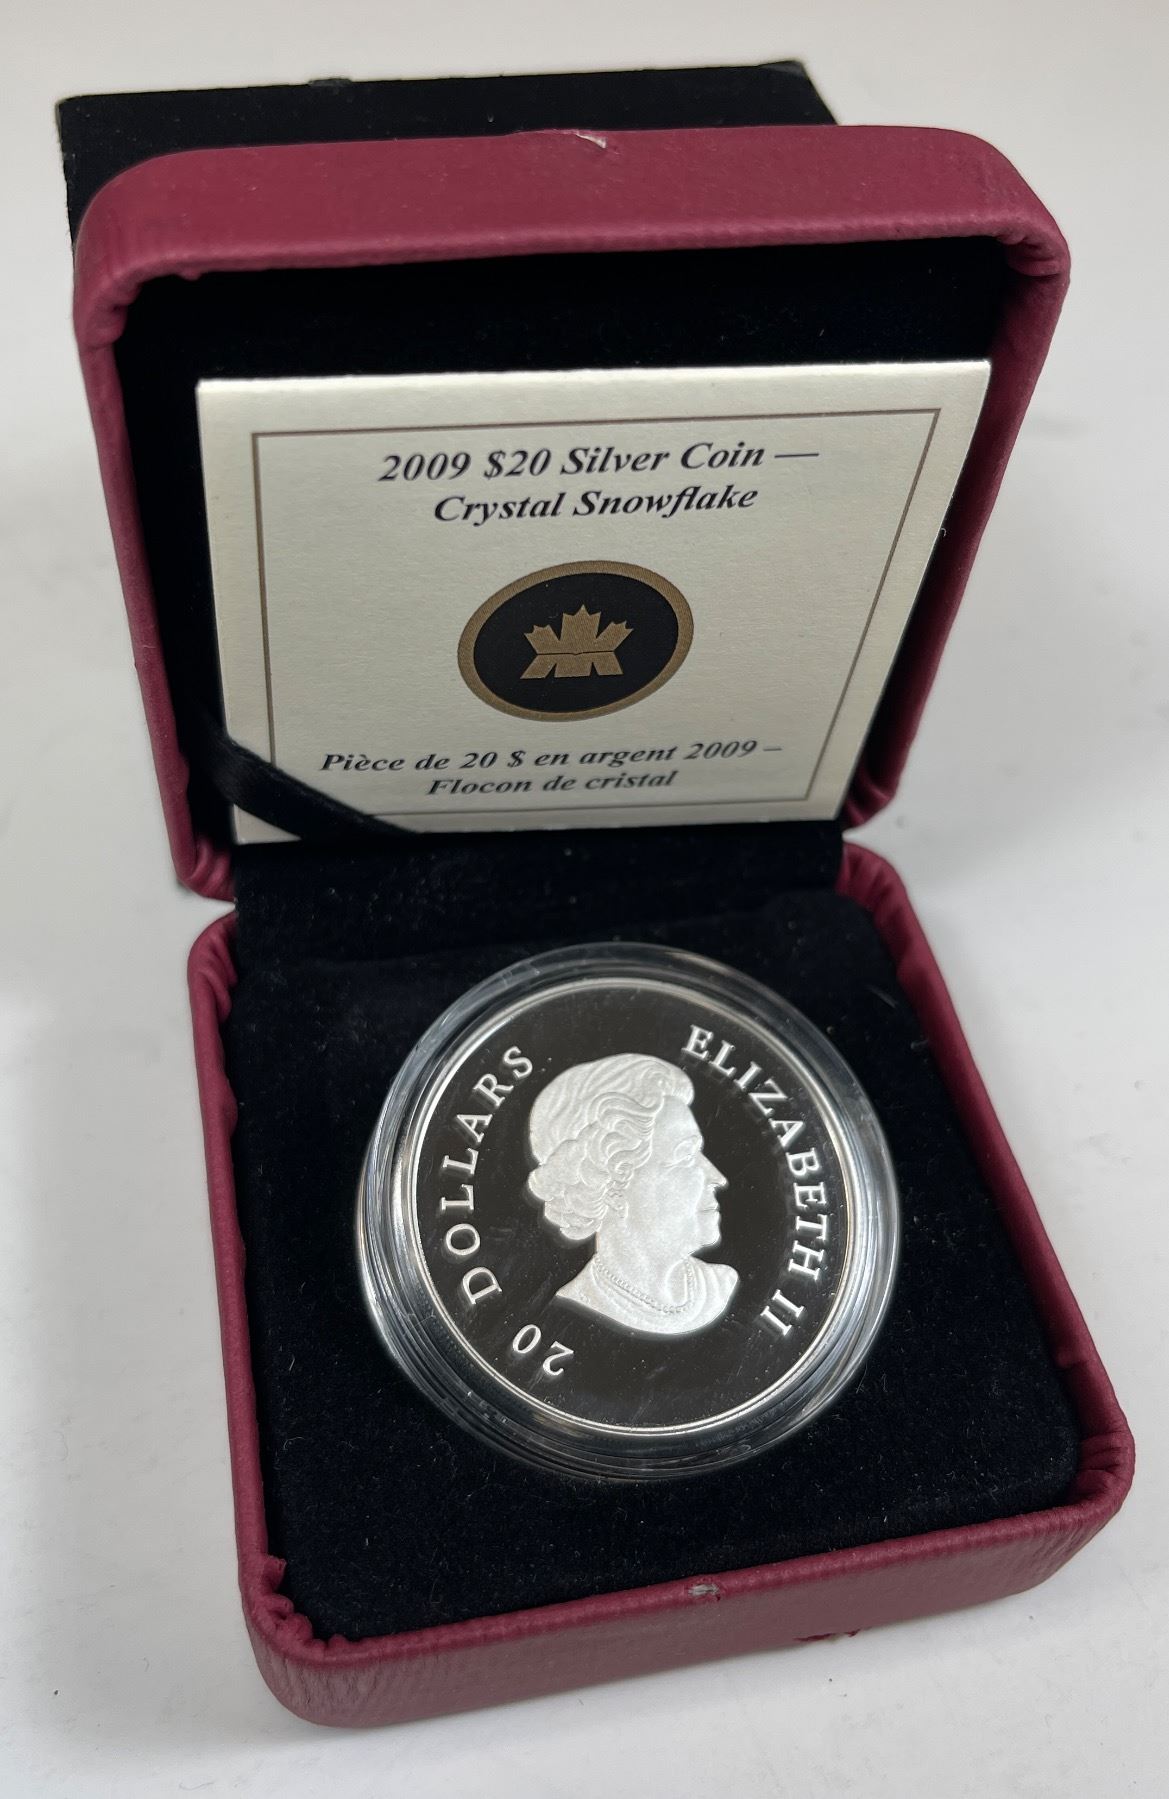 2009 $20 Silver Coin —
Crystal Snowflake
Pièce de 20 $ en argent 2009 –
Flocon de cristal
20 DOLLARS
ELIZABETH II